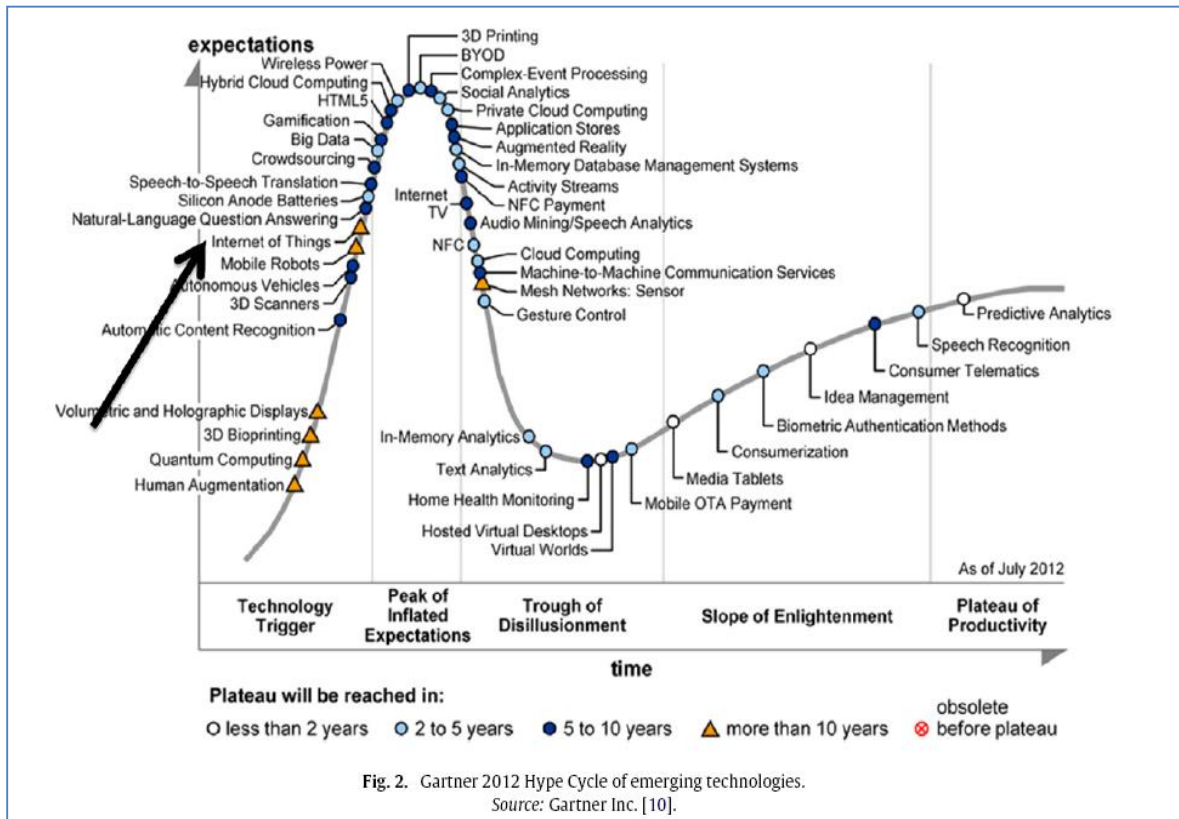 expectations
Wireless Power
Hybrid Cloud Computing
HTML5
Gamification
Big Data
Crowdsourcing
Speech-to-Speech Translation
Silicon Anode Batteries
Natural-Language Question Answering
Internet of Things
Mobile Robots
Autonomous Vehicles
3D Scanners
Automatic Content Recognition
Volumetric and Holographic Displays
3D Bioprinting
Quantum Computing
Human Augmentation
3D Printing
BYOD
Complex-Event Processing
Social Analytics
Private Cloud Computing
Application Stores
Augmented Reality
In-Memory Database Management Systems
Activity Streams
NFC Payment
Internet
TV
Audio Mining/Speech Analytics
NFC
Cloud Computing
Machine-to-Machine Communication Services
Mesh Networks: Sensor
Gesture Control
In-Memory Analytics
Text Analytics
Home Health Monitoring
Hosted Virtual Desktops
Virtual Worlds
Mobile OTA Payment
Media Tablets
Consumerization
Biometric Authentication Methods
Idea Management
Consumer Telematics
Speech Recognition
Predictive Analytics
As of July 2012
Technology
Trigger
Peak of
Inflated
Expectations
Trough of
Disillusionment
Slope of Enlightenment
Plateau of
Productivity
time
Plateau will be reached in:
less than 2 years
2 to 5 years
5 to 10 years
more than 10 years
obsolete
before plateau
Fig. 2. Gartner 2012 Hype Cycle of emerging technologies.
Source: Gartner Inc. [10].